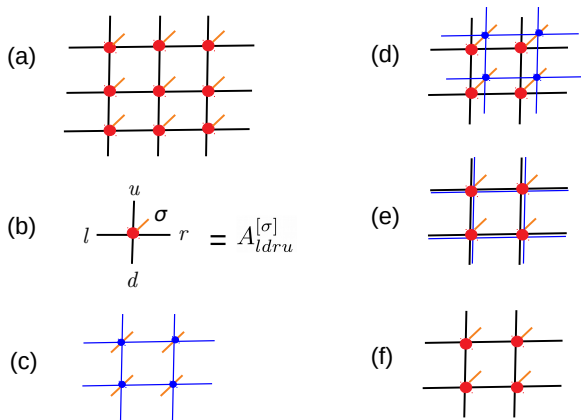 (a)
(b)
u
σ
l
r
d
= A^{[σ]}_{ldru}
(c)
(d)
(e)
(f)